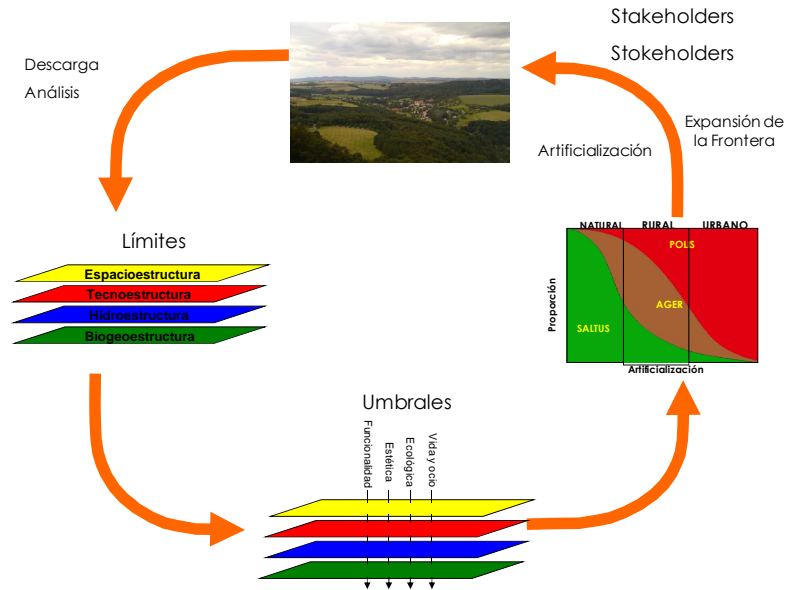 Stakeholders
Stokeholders
Descarga
Análisis
Expansión de
la Frontera
Artificialización
Límites
Espacioestructura
Tecnoestructura
Hidroestructura
Biogeoestructura
NATURAL RURAL URBANO
POLIS
AGER
SALTUS
Proporción
Artificialización
Umbrales
Funcionalidad
Estética
Ecológica
Vida y ocio